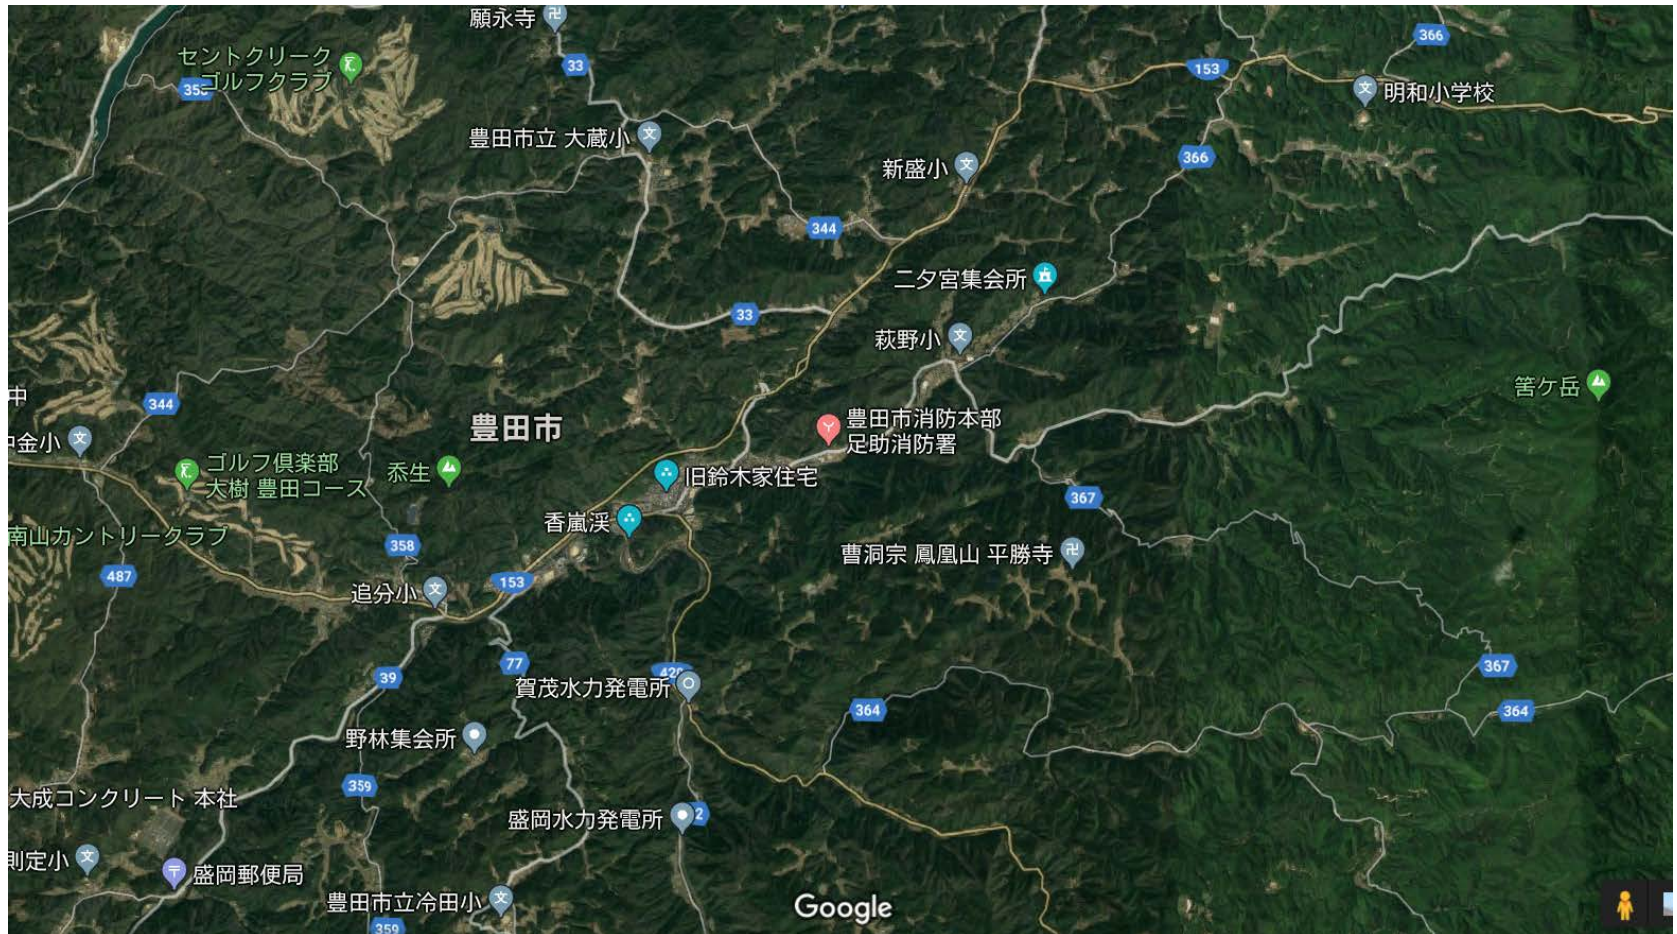 願永寺
366
セントクリーク
ゴルフクラブ
33
153
358
明和小学校
豊田市立 大蔵小
366
新盛小
344
二タ宮集会所
33
萩野小
中
344
筈ケ岳
豊田市
豊田市消防本部
足助消防署
中金小
ゴルフ倶楽部
大樹 豊田コース
旧鈴木家住宅
367
香嵐渓
南山カントリークラブ
358
曹洞宗 鳳凰山 平勝寺
487
153
追分小
77
367
39
420
賀茂水力発電所
364
364
野林集会所
359
大成コンクリート 本社
盛岡水力発電所
2
則定小
盛岡郵便局
豊田市立冷田小
Google
359